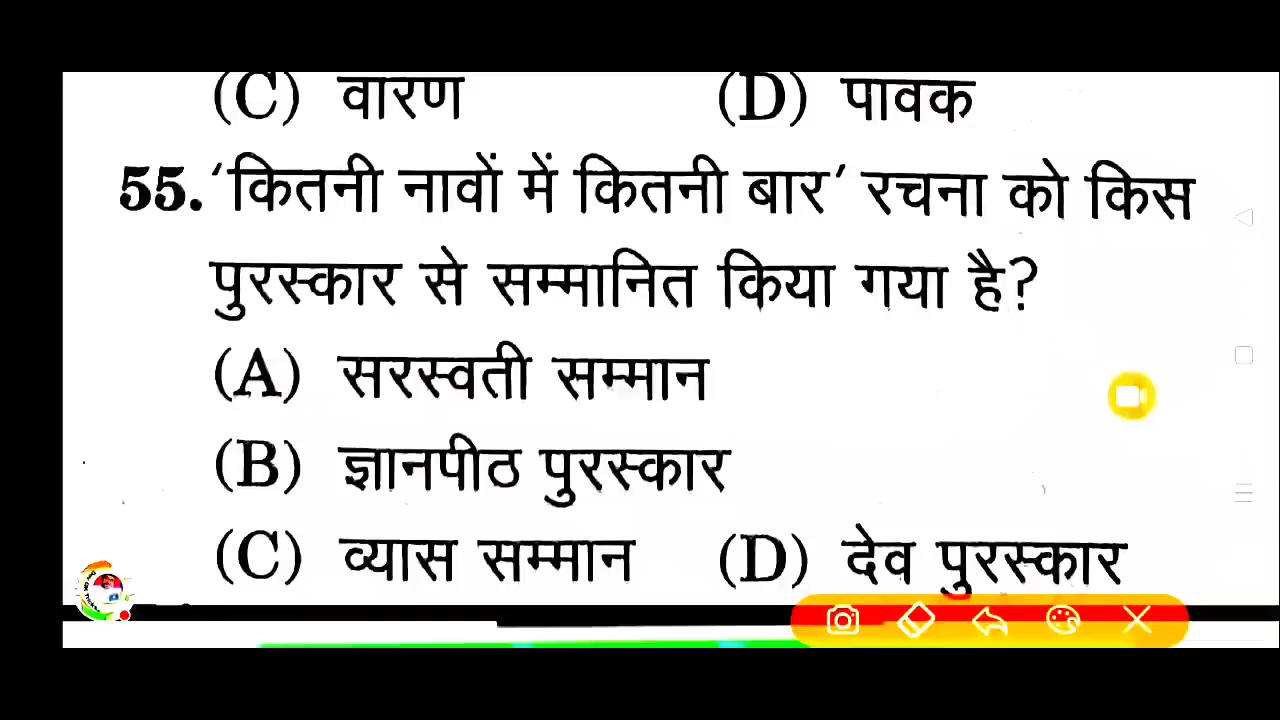 (C) वारण (D) पावक
55. ‘कितनी नावों में कितनी बार’ रचना को किस
पुरस्कार से सम्मानित किया गया है?
(A) सरस्वती सम्मान
(B) ज्ञानपीठ पुरस्कार
(C) व्यास सम्मान (D) देव पुरस्कार